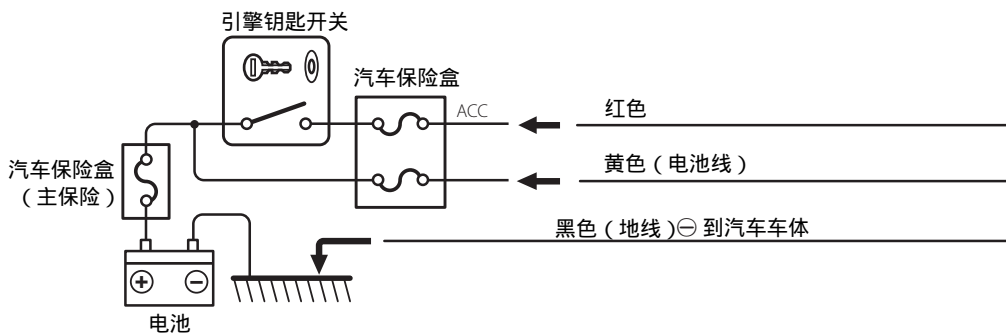 引擎钥匙开关
汽车保险盒
ACC
红色
汽车保险盒
（主保险）
黄色（电池线）
黑色（地线）⊖ 到汽车车体
+
−
电池